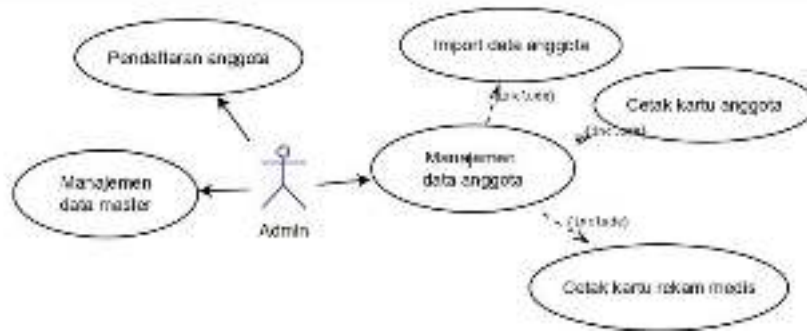 Pendaftaran anggota
Import data anggota
(include)
Cetak kartu anggota
(include)
Manajemen
data anggota
Manajemen
data master
Admin
(include)
Cetak kartu rekam medis